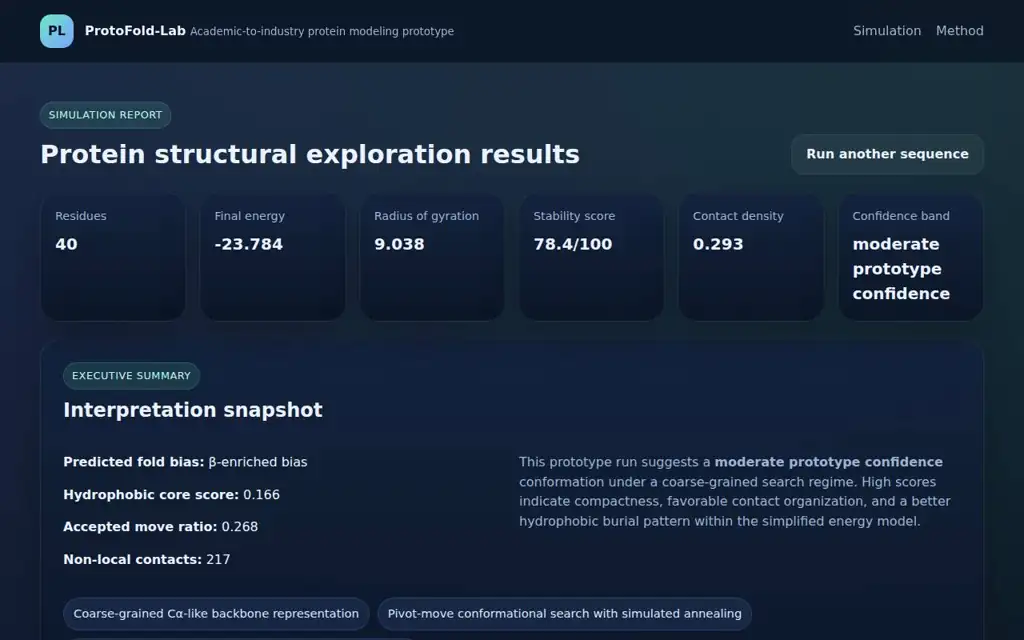 PL
ProtoFold-Lab Academic-to-industry protein modeling prototype
Simulation Method
SIMULATION REPORT
Protein structural exploration results
Run another sequence
Residues
40
Final energy
-23.784
Radius of gyration
9.038
Stability score
78.4/100
Contact density
0.293
Confidence band
moderate
prototype
confidence
EXECUTIVE SUMMARY
Interpretation snapshot
Predicted fold bias: β-enriched bias
Hydrophobic core score: 0.166
Accepted move ratio: 0.268
Non-local contacts: 217
This prototype run suggests a moderate prototype confidence
conformation under a coarse-grained search regime. High scores
indicate compactness, favorable contact organization, and a better
hydrophobic burial pattern within the simplified energy model.
Coarse-grained Cα-like backbone representation
Pivot-move conformational search with simulated annealing